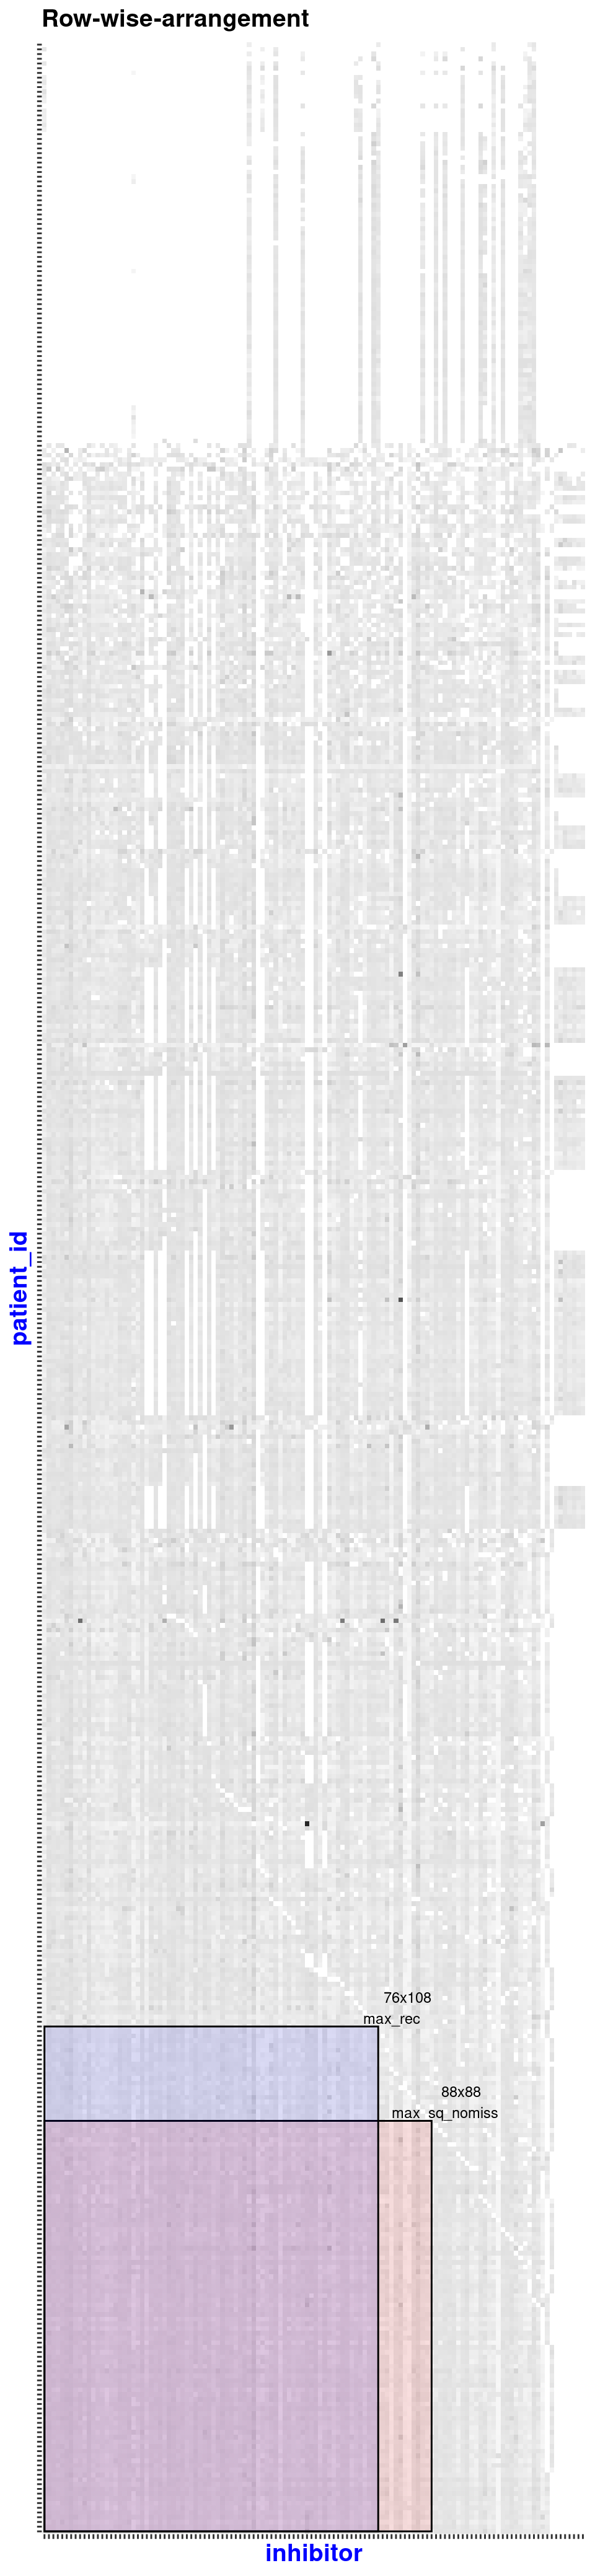 Row-wise-arrangement
patient_id
76x108
max_rec
88x88
max_sq_nomiss
inhibitor